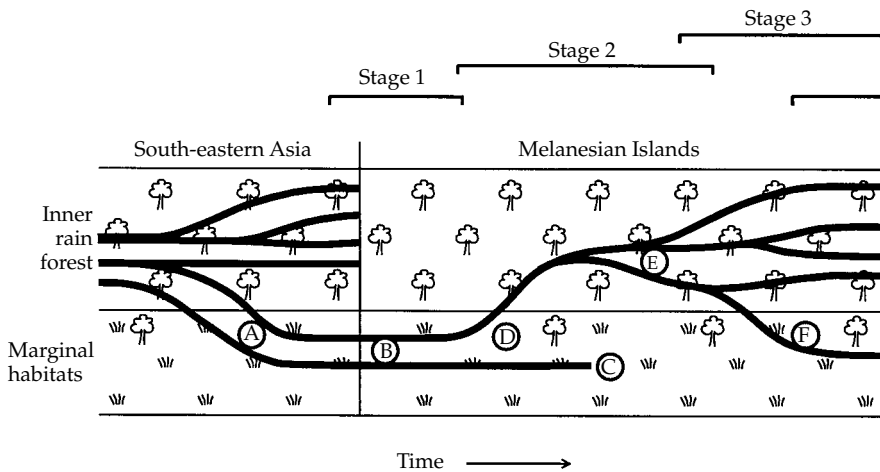 Stage 3
Stage 2
Stage 1
South-eastern Asia
Melanesian Islands
Inner
rain
forest
E
A
D
F
Marginal
habitats
B
C
Time